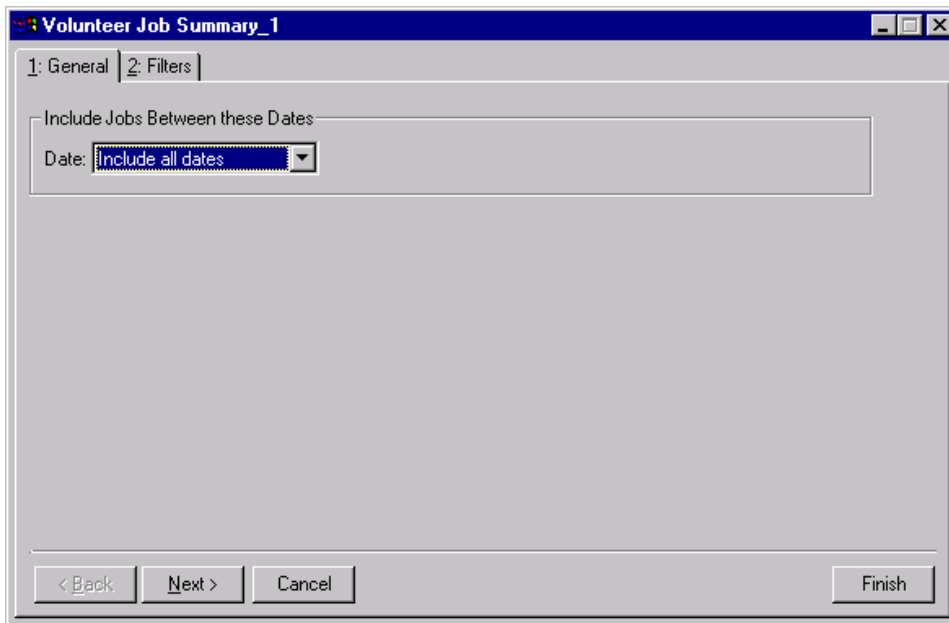 Volunteer Job Summary_1
1: General 2: Filters
Include Jobs Between these Dates
Date: Include all dates
< Back Next > Cancel Finish